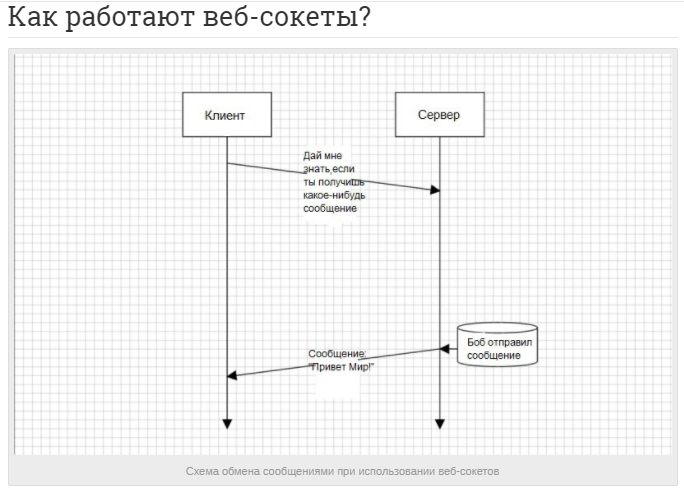 Как работают веб-сокеты?
Клиент
Сервер
Дай мне
знать,если
ты получишь
какое-нибудь
сообщение
Боб отправил
сообщение
Сообщение:
"Привет Мир!"
Схема обмена сообщениями при использовании веб-сокетов